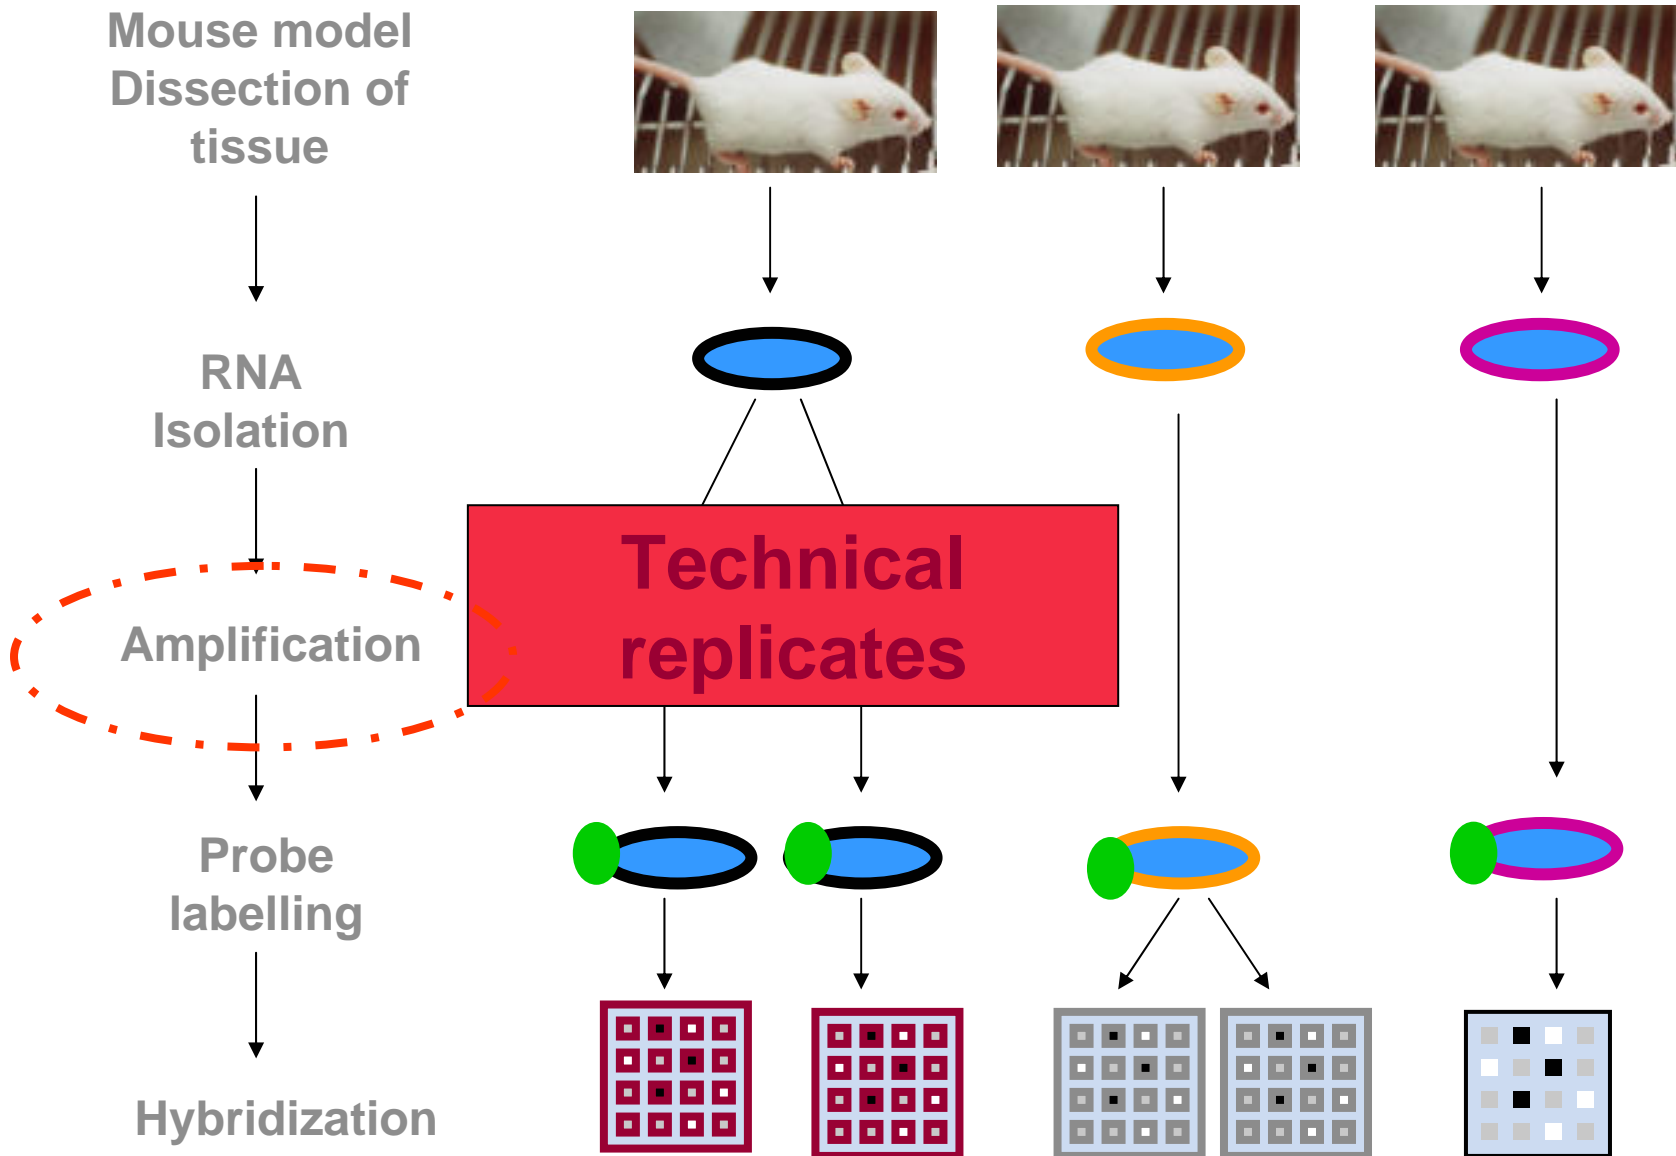 Mouse model
Dissection of
tissue
RNA
Isolation
Technical
replicates
Amplification
Probe
labelling
Hybridization